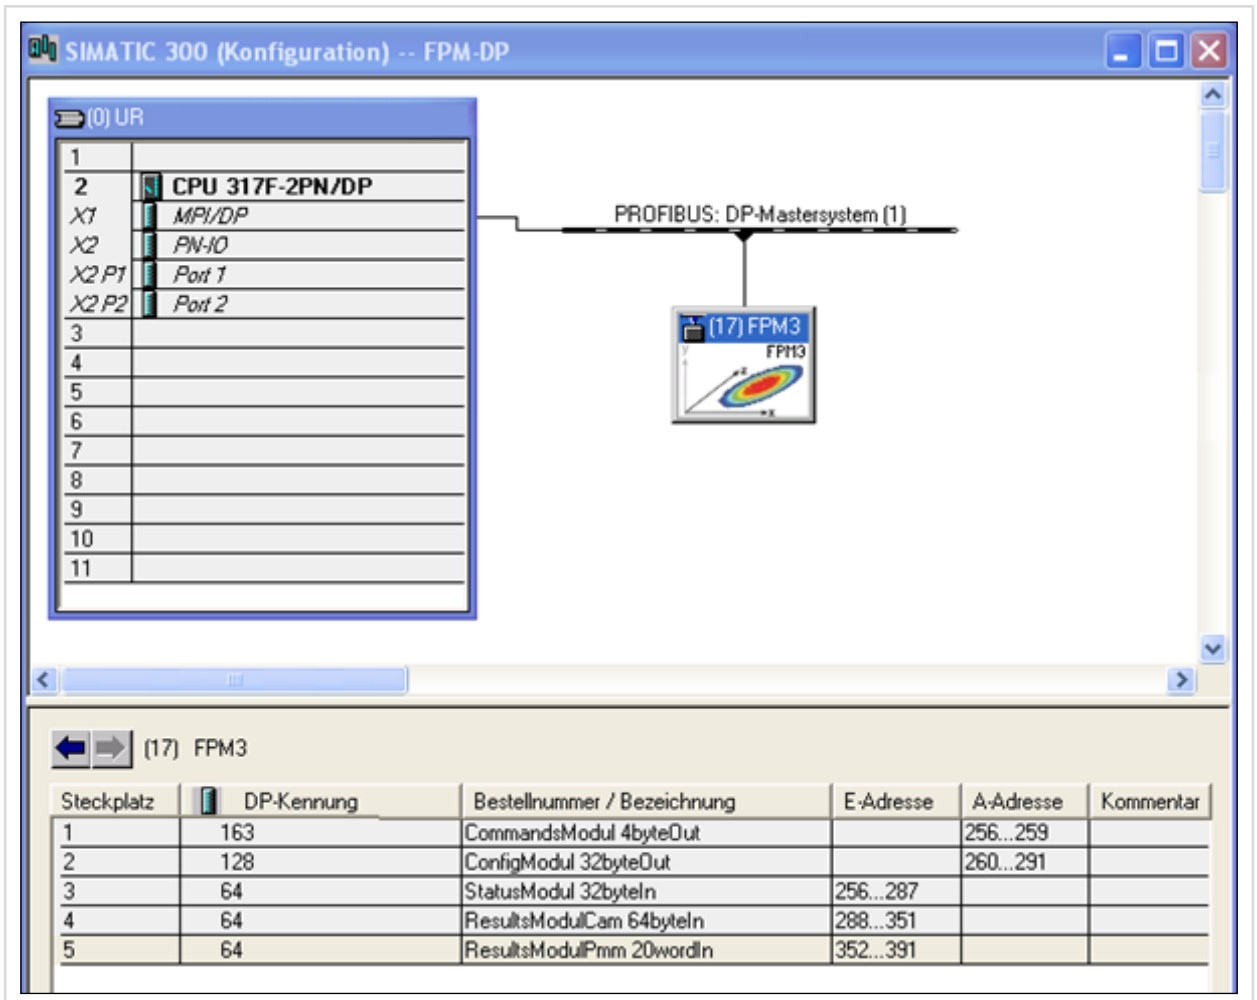 SIMATIC 300 (Konfiguration) -- FPM-DP
(0) UR
1
2 CPU 317F-2PN/DP
X1 MPI/DP
X2 PN-IO
X2 P1 Port 1
X2 P2 Port 2
3
4
5
6
7
8
9
10
11
PROFIBUS: DP-Mastersystem (1)
(17) FPM3
FPM3
y
z
x
(17) FPM3
Steckplatz DP-Kennung Bestellnummer / Bezeichnung E-Adresse A-Adresse Kommentar
1 163 CommandsModul 4byteOut 256...259
2 128 ConfigModul 32byteOut 260...291
3 64 StatusModul 32byteIn 256...287
4 64 ResultsModulCam 64byteIn 288...351
5 64 ResultsModulPmm 20wordIn 352...391